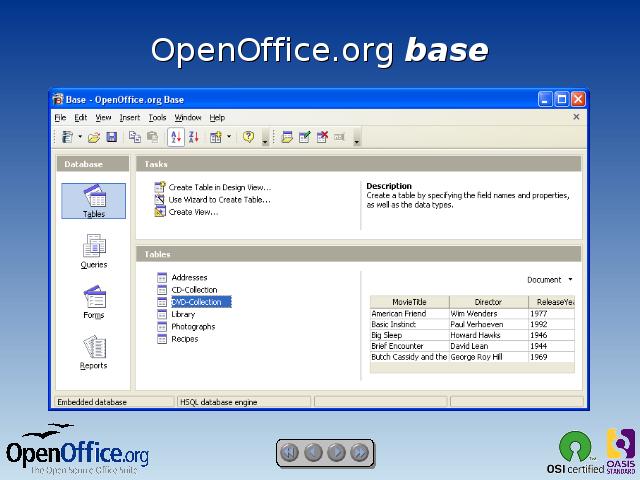 OpenOffice.org base
Base - OpenOffice.org Base
File Edit View Insert Tools Window Help
Database
Tables
Queries
Forms
Reports
Tasks
Create Table in Design View...
Use Wizard to Create Table...
Create View...
Description
Create a table by specifying the field names and properties,
as well as the data types.
Tables
Addresses
CD-Collection
DVD-Collection
Library
Photographs
Recipes
Document
MovieTitle Director ReleaseYea
American Friend Wim Wenders 1977
Basic Instinct Paul Verhoeven 1992
Big Sleep Howard Hawks 1946
Brief Encounter David Lean 1944
Butch Cassidy and the George Roy Hill 1969
Embedded database HSQL database engine
OpenOffice.org
The Open Source Office Suite
OSI certified
OASIS
STANDARD